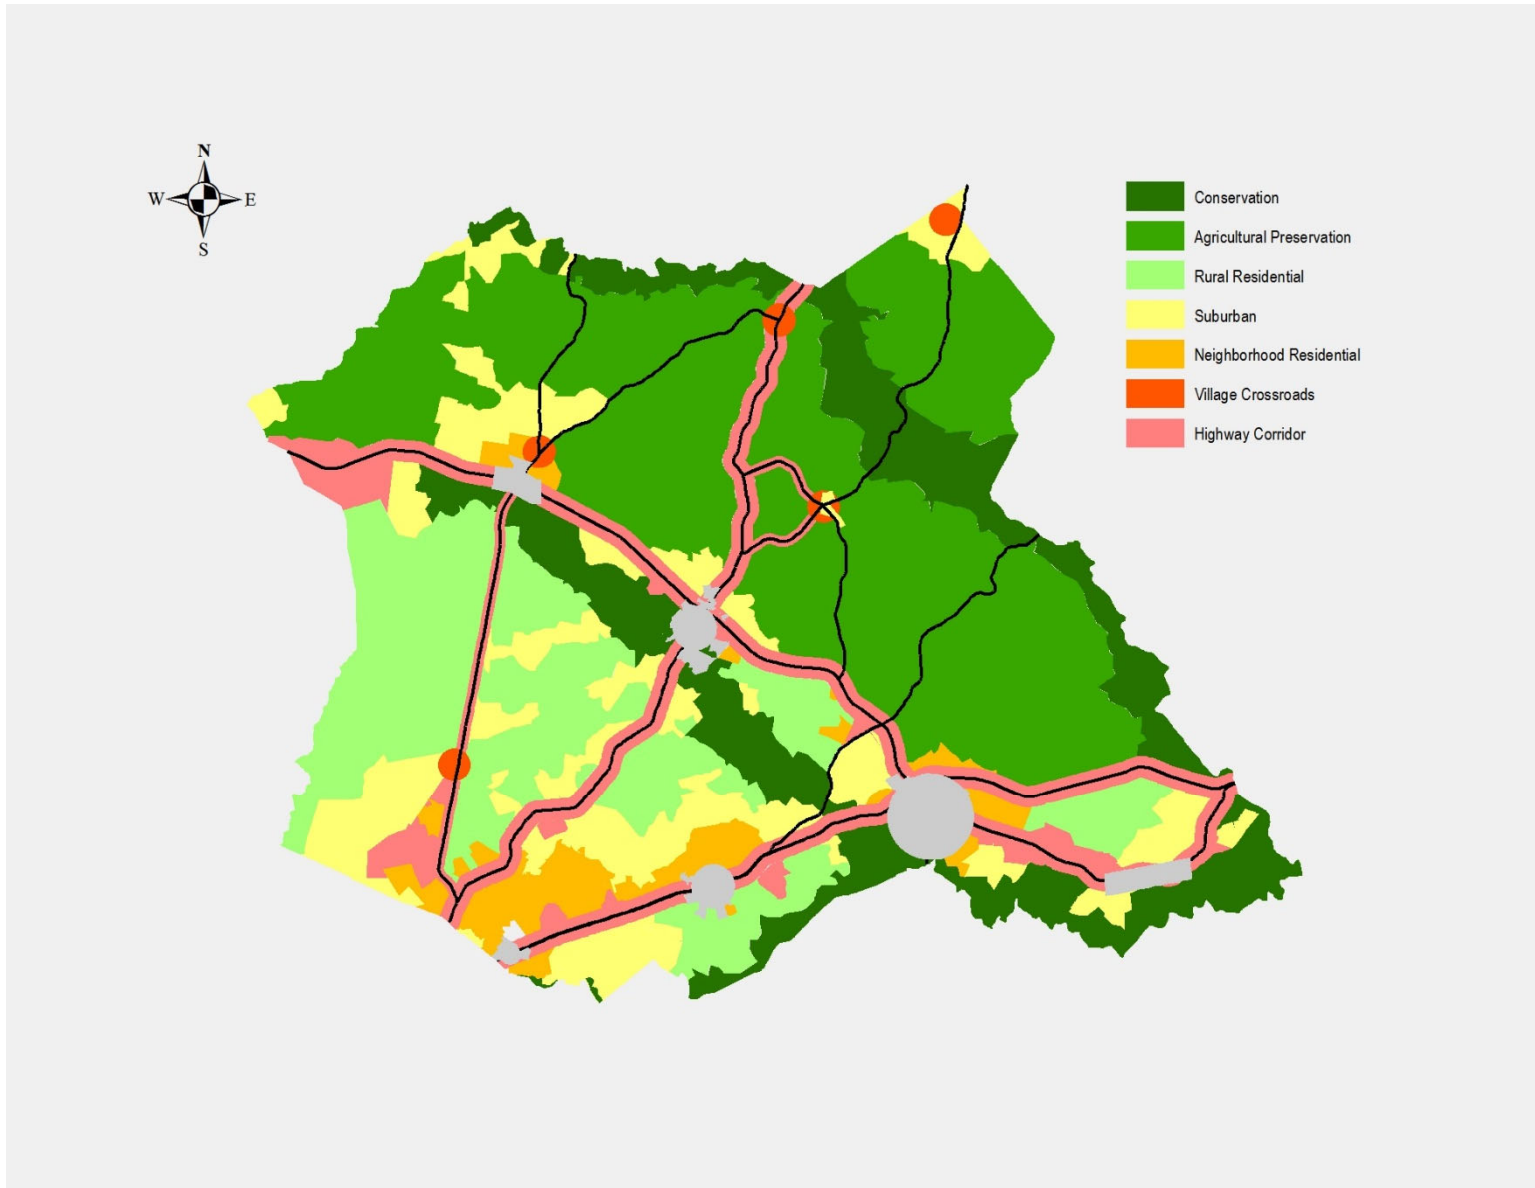 N
W E
S
Conservation
Agricultural Preservation
Rural Residential
Suburban
Neighborhood Residential
Village Crossroads
Highway Corridor